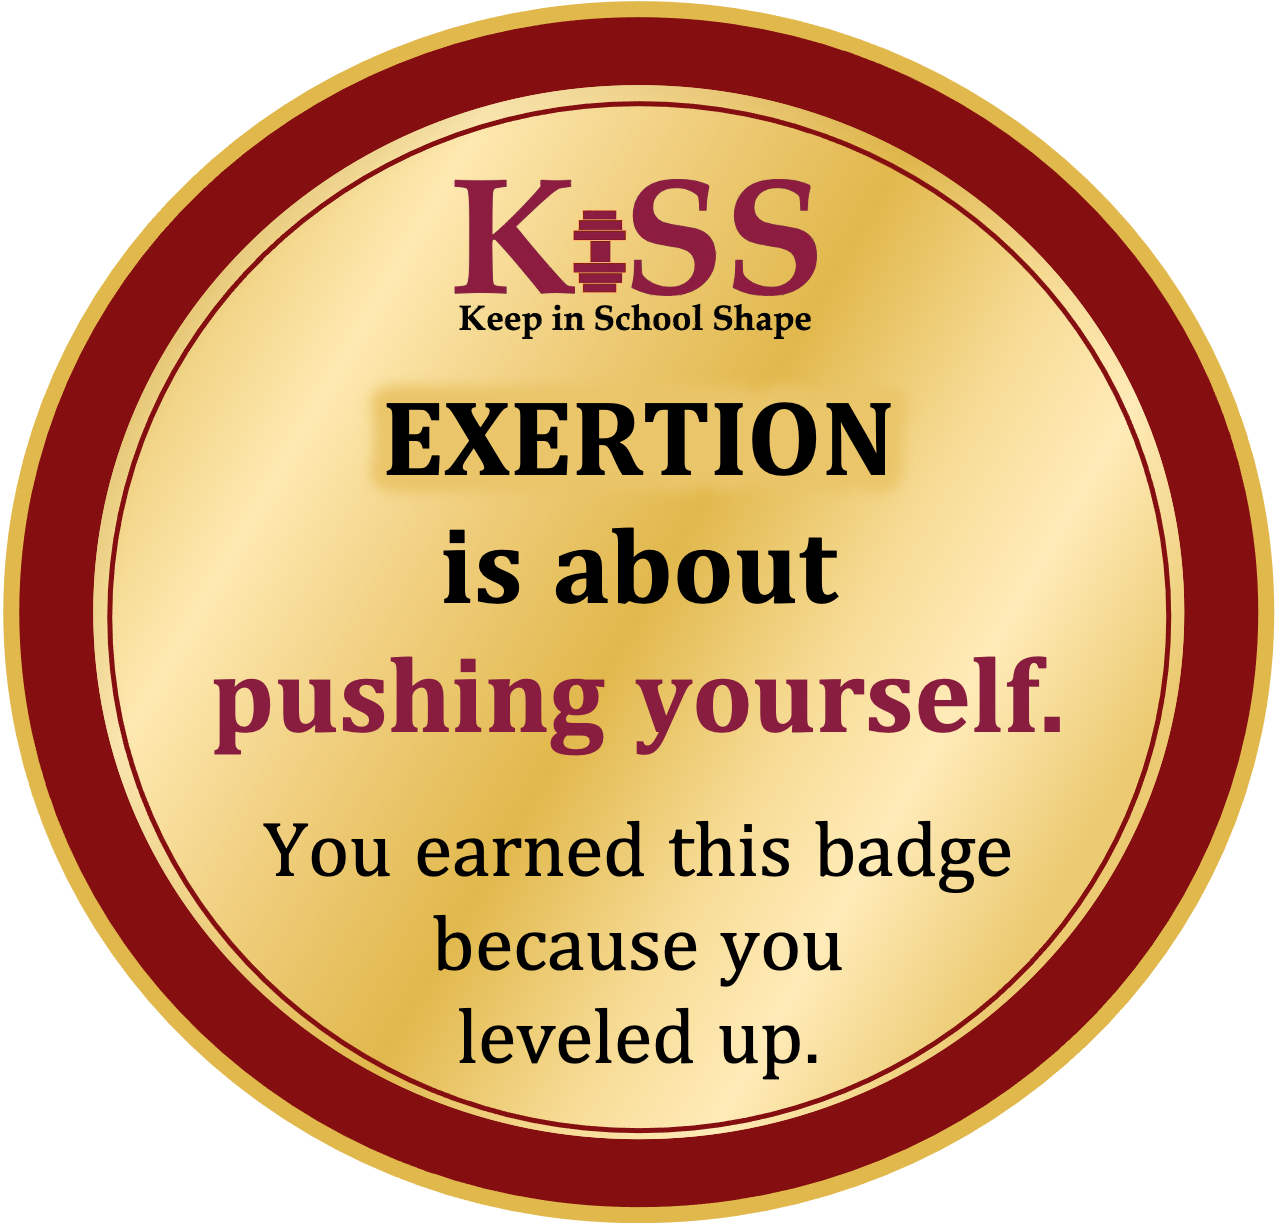 KiSS
Keep in School Shape
EXERTION
is about
pushing yourself.
You earned this badge
because you
leveled up.